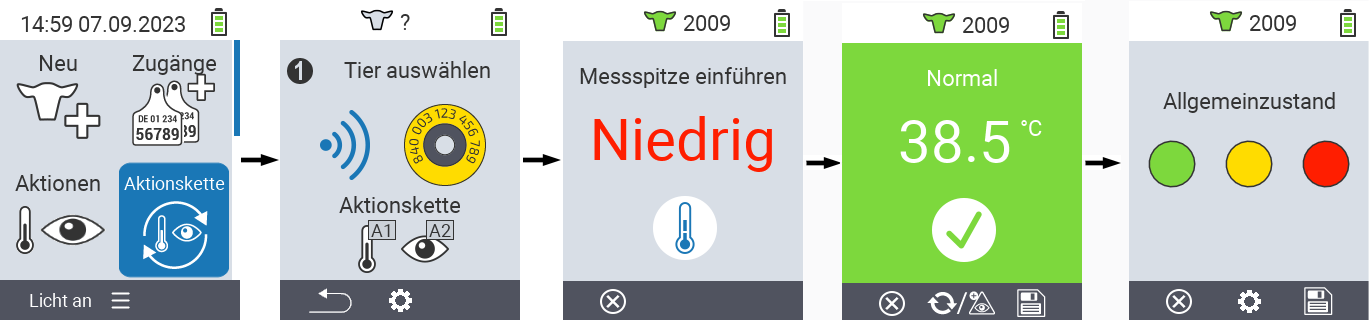 14:59 07.09.2023
Neu
Zugänge
DE 01 234
56789
234
89
Aktionen
Aktionskette
Licht an
?
1
Tier auswählen
840 003 123 456 789
Aktionskette
A1
A2
2009
Messspitze einführen
Niedrig
2009
Normal
38.5 °C
2009
Allgemeinzustand